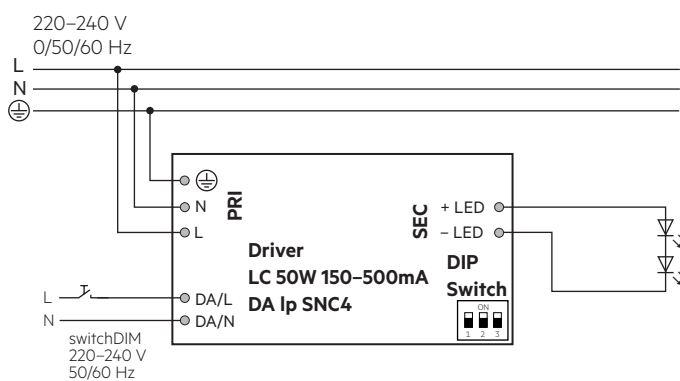 220–240 V
0/50/60 Hz
L
N
N
L
PRI
SEC
+ LED
– LED
Driver
LC 50W 150–500mA
DA lp SNC4
DIP
Switch
ON
1 2 3
L
DA/L
N
DA/N
switchDIM
220–240 V
50/60 Hz